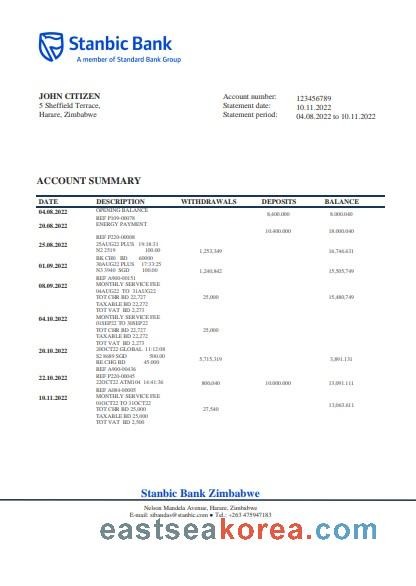 Stanbic Bank
A member of Standard Bank Group
JOHN CITIZEN
5 Sheffield Terrace,
Harare, Zimbabwe
Account number: 123456789
Statement date: 10.11.2022
Statement period: 04.08.2022 to 10.11.2022
ACCOUNT SUMMARY
DATE DESCRIPTION WITHDRAWALS DEPOSITS BALANCE
04.08.2022 OPENING BALANCE 8,400.000 8.000.040
REF P109-00078
20.08.2022 ENERGY PAYMENT 10.400.000 18.000.040
REF P220-00008
25.08.2022 25AUG22 PLUS 19:18:31
N2 2519 100.00 1,253,349 16,746.631
BK CH0 BD 60000
01.09.2022 30AUG22 PLUS 17:33:25
N3 3940 SGD 100.00 1,240,842 15,505,749
REF A900-00151
08.09.2022 MONTHLY SERVICE FEE
04AUG22 TO 31AUG22
TOT CHR BD 22,727 25,000 15,480,749
TAXABLE BD 22,272
TOT VAT BD 2,273
04.10.2022 MONTHLY SERVICE FEE
01SEP22 TO 30SEP22
TOT CHR BD 22,727 25,000
TAXABLE BD 22,272
TOT VAT BD 2,273
20.10.2022 20OCT22 GLOBAL 11:12:08
S2 8689 SGD 500.00
BE CHG BD 45.000 5,715,319 3,891.131
REF A900-00436
22.10.2022 REF P220-00045
22OCT22 ATM104 14:41:36 800,040 10.000.000 13,091.111
REF A084-00005
10.11.2022 MONTHLY SERVICE FEE
01OCT22 TO 31OCT22
TOT CHR BD 25,000 27,540 13,063.611
TAXABLE BD 25,000
TOT VAT BD 2,500
Stanbic Bank Zimbabwe
Nelson Mandela Avenue, Harare, Zimbabwe
E-mail: sibandas@stanbic.com ● Tel.: +263 475947183
eastseakorea.com